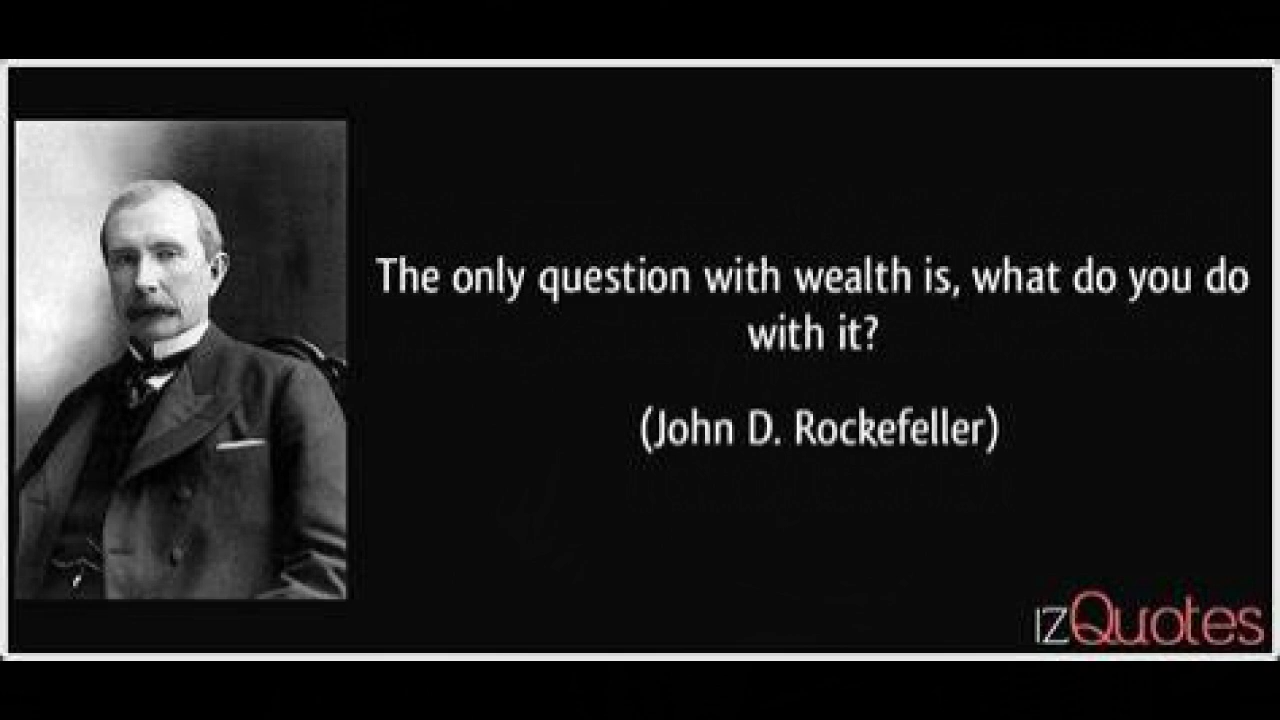 The only question with wealth is, what do you do
with it?
(John D. Rockefeller)
izQuotes